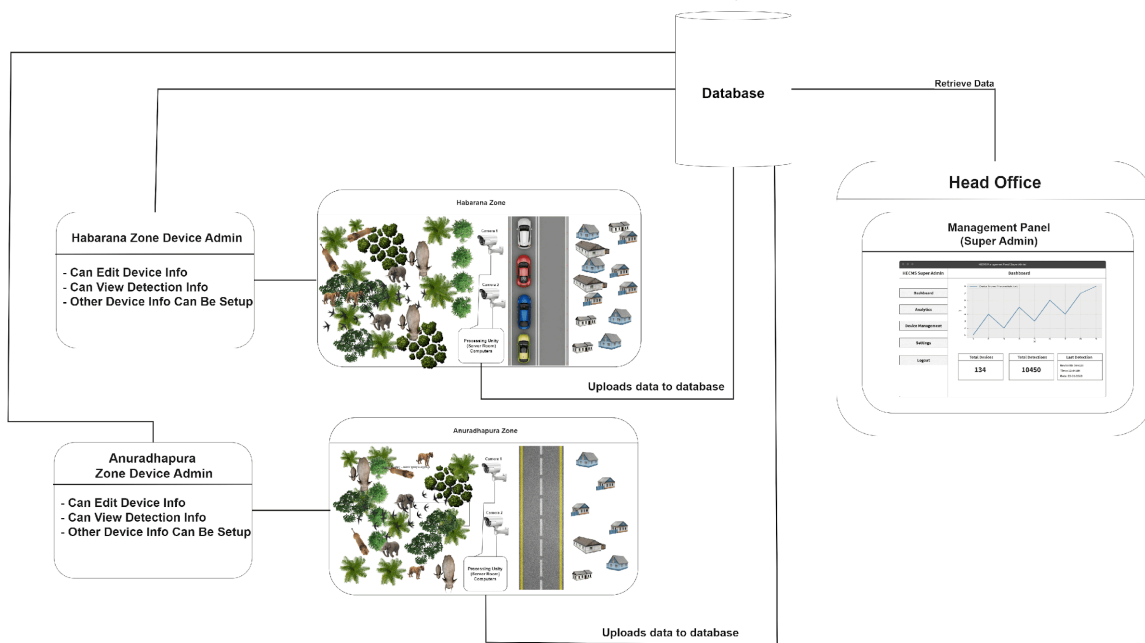 Database
Retrieve Data
Head Office
Management Panel
(Super Admin)
HECMS Super Admin
Dashboard
Dashboard
Analytics
Device Management
Settings
Logout
Total Devices
134
Total Detections
10450
Last Detection
Habarana Zone Device Admin
- Can Edit Device Info
- Can View Detection Info
- Other Device Info Can Be Setup
Habarana Zone
Camera 1
Camera 2
Processing Unity
(Server Room)
Computers
Uploads data to database
Anuradhapura
Zone Device Admin
- Can Edit Device Info
- Can View Detection Info
- Other Device Info Can Be Setup
Anuradhapura Zone
Camera 1
Camera 2
Processing Unity
(Server Room)
Computers
Uploads data to database